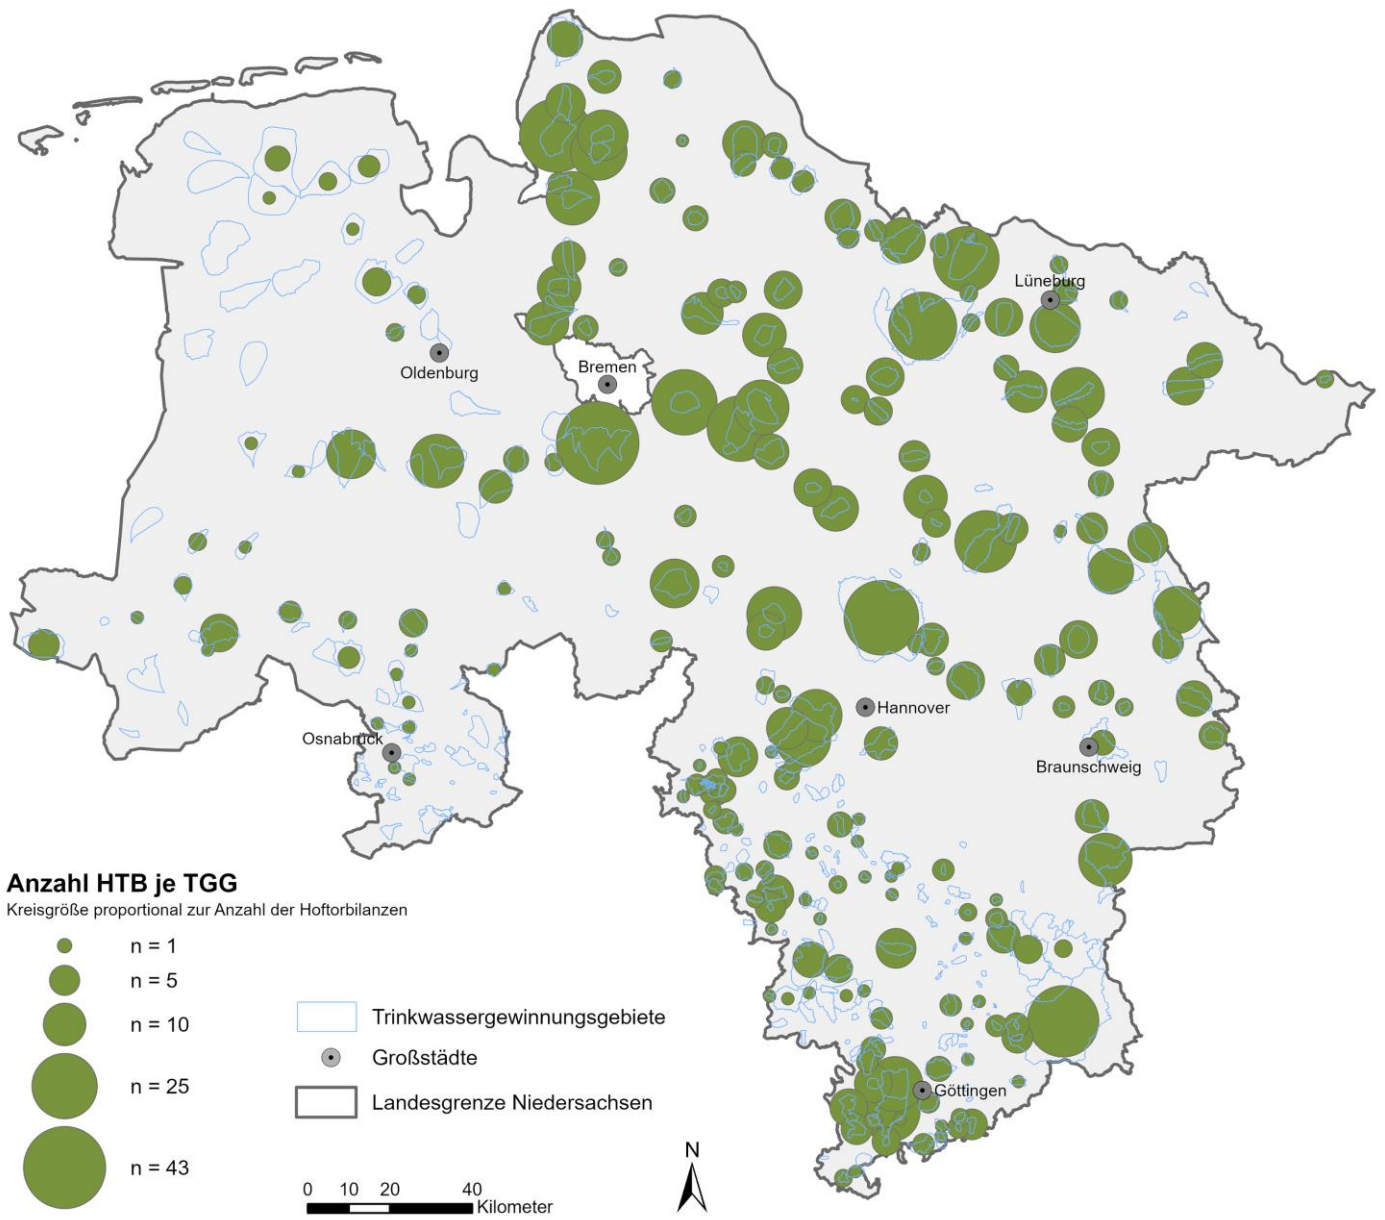 Lüneburg
Bremen
Oldenburg
Hannover
Osnabrück
Braunschweig
Göttingen
Anzahl HTB je TGG
Kreisgröße proportional zur Anzahl der Hoftorbilanzen
n = 1
n = 5
n = 10
n = 25
n = 43
Trinkwassergewinnungsgebiete
Großstädte
Landesgrenze Niedersachsen
0 10 20 40
Kilometer
N